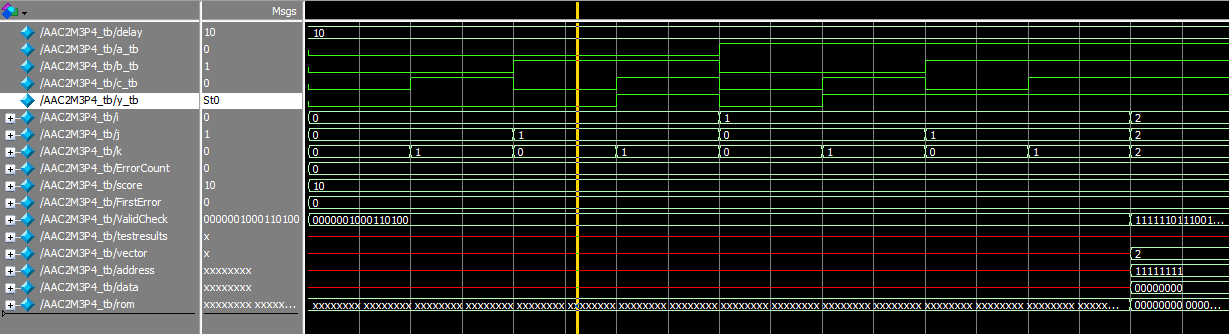 Msgs
/AAC2M3P4_tb/delay 10 10
/AAC2M3P4_tb/a_tb 0
/AAC2M3P4_tb/b_tb 1
/AAC2M3P4_tb/c_tb 0
/AAC2M3P4_tb/y_tb St0
/AAC2M3P4_tb/i 0 0 1 2
/AAC2M3P4_tb/j 1 0 1 0 1 2
/AAC2M3P4_tb/k 0 0 1 0 1 0 1 0 1 2
/AAC2M3P4_tb/ErrorCount 0 0
/AAC2M3P4_tb/score 10 10
/AAC2M3P4_tb/FirstError 0 0
/AAC2M3P4_tb/ValidCheck 0000001000110100 0000001000110100 1111110111001...
/AAC2M3P4_tb/testresults x
/AAC2M3P4_tb/vector x 2
/AAC2M3P4_tb/address xxxxxxxx 11111111
/AAC2M3P4_tb/data xxxxxxxx 00000000
/AAC2M3P4_tb/rom xxxxxxxx xxxxx... xxxxxxxx xxxxxxxx xxxxxxxx xxxxxxxx xxxxxxxx xxxxxxxx xxxxxxxx xxxxxxxx xxxxxxxx xxxxxxxx xxxxxxxx xxxxxxxx xxxxxxxx xxxxxxxx xxxxxxxx xxxxx... 00000000 0000...